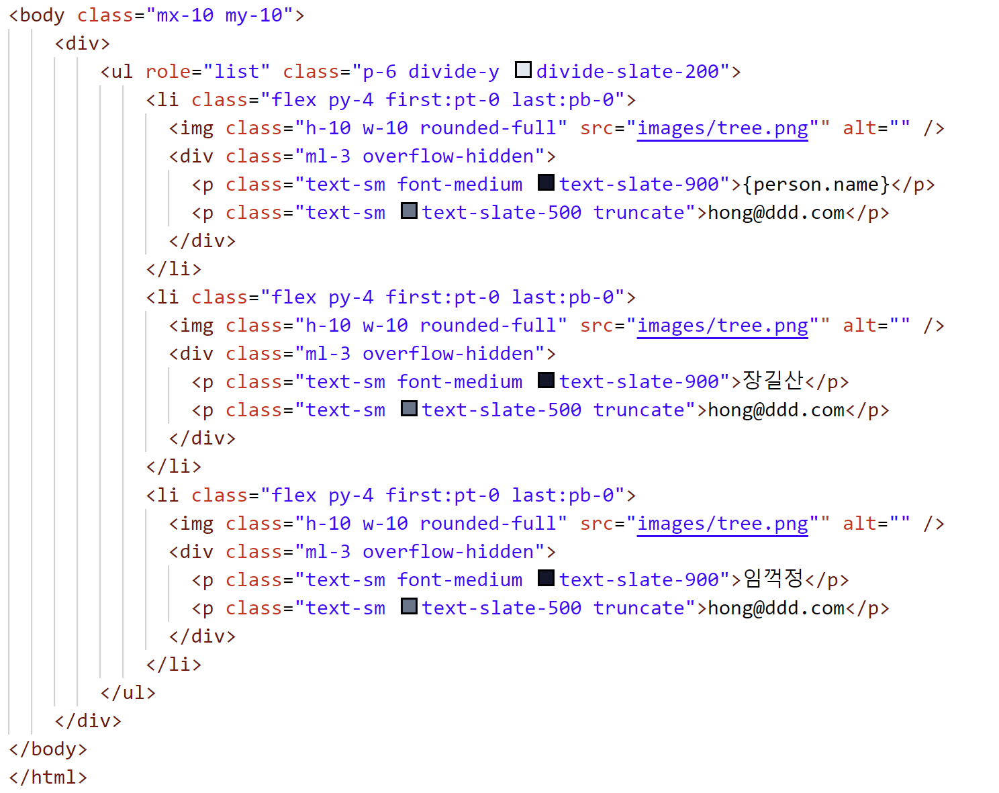 <body class="mx-10 my-10">
<div>
<ul role="list" class="p-6 divide-y divide-slate-200">
<li class="flex py-4 first:pt-0 last:pb-0">
<img class="h-10 w-10 rounded-full" src="images/tree.png"" alt="" />
<div class="ml-3 overflow-hidden">
<p class="text-sm font-medium text-slate-900">{person.name}</p>
<p class="text-sm text-slate-500 truncate">hong@ddd.com</p>
</div>
</li>
<li class="flex py-4 first:pt-0 last:pb-0">
<img class="h-10 w-10 rounded-full" src="images/tree.png"" alt="" />
<div class="ml-3 overflow-hidden">
<p class="text-sm font-medium text-slate-900">장길산</p>
<p class="text-sm text-slate-500 truncate">hong@ddd.com</p>
</div>
</li>
<li class="flex py-4 first:pt-0 last:pb-0">
<img class="h-10 w-10 rounded-full" src="images/tree.png"" alt="" />
<div class="ml-3 overflow-hidden">
<p class="text-sm font-medium text-slate-900">임꺽정</p>
<p class="text-sm text-slate-500 truncate">hong@ddd.com</p>
</div>
</li>
</ul>
</div>
</body>
</html>